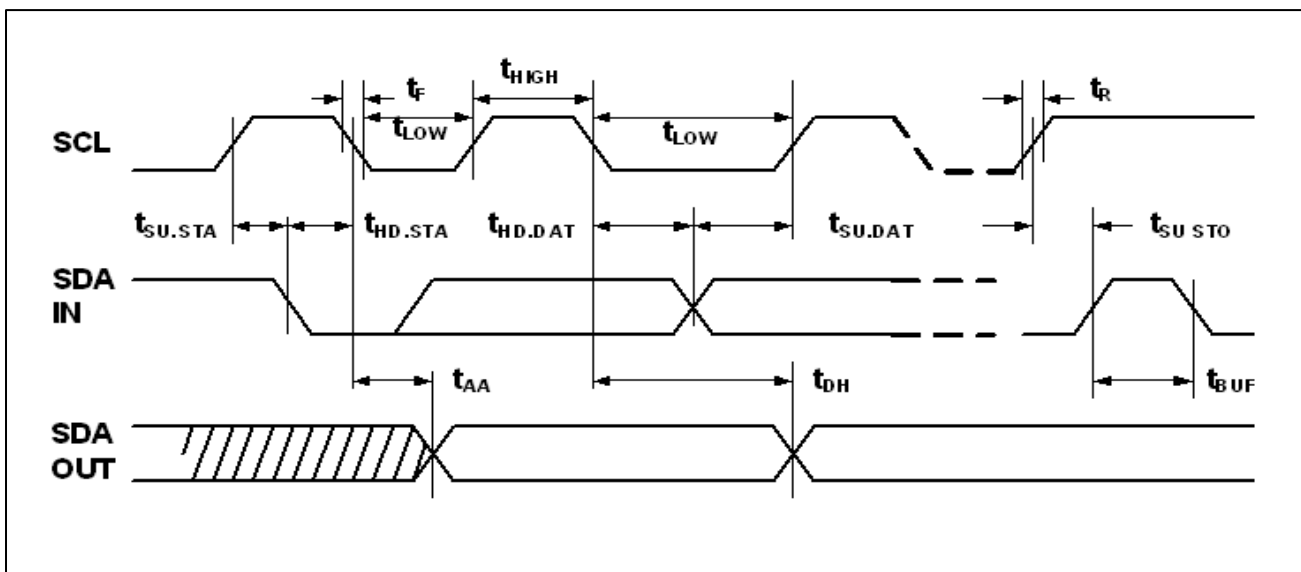 tF
tHIGH
tR
SCL
tLOW
tLOW
tSU.STA
tHD.STA
tHD.DAT
tSU.DAT
tSU STO
SDA
IN
tAA
tDH
tBUF
SDA
OUT